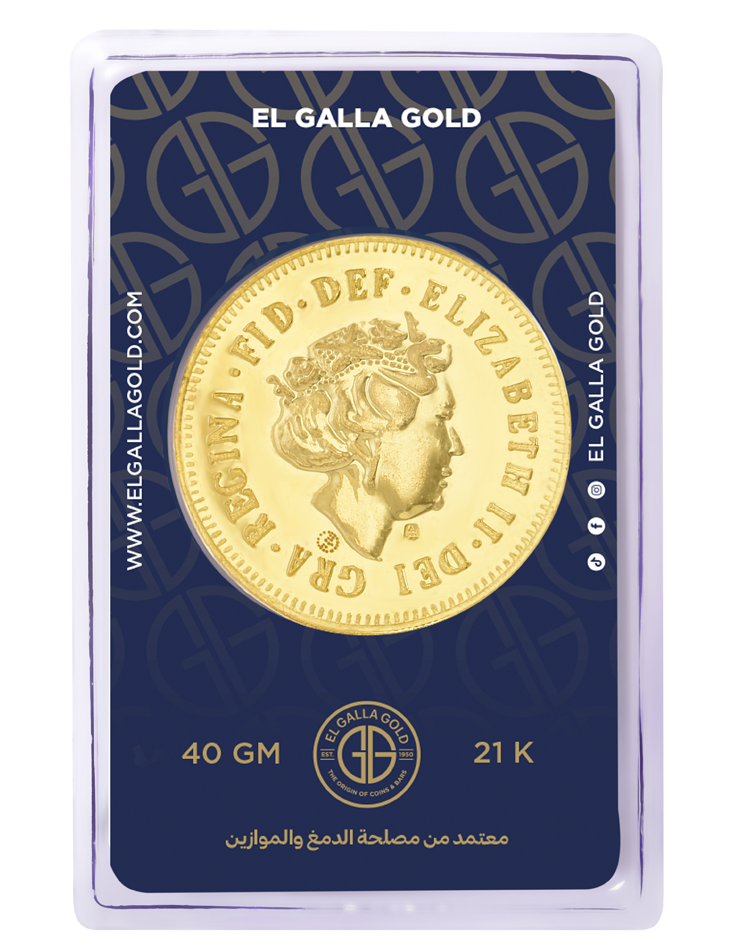 EL GALLA GOLD
WWW.ELGALLAGOLD.COM
ELIZABETH II · DEI GRA · REGINA · FID · DEF ·
EL GALLA GOLD
40 GM
EL GALLA GOLD
EST. 1950
THE ORIGIN OF COINS & BARS
21 K
معتمد من مصلحة الدمغ والموازين